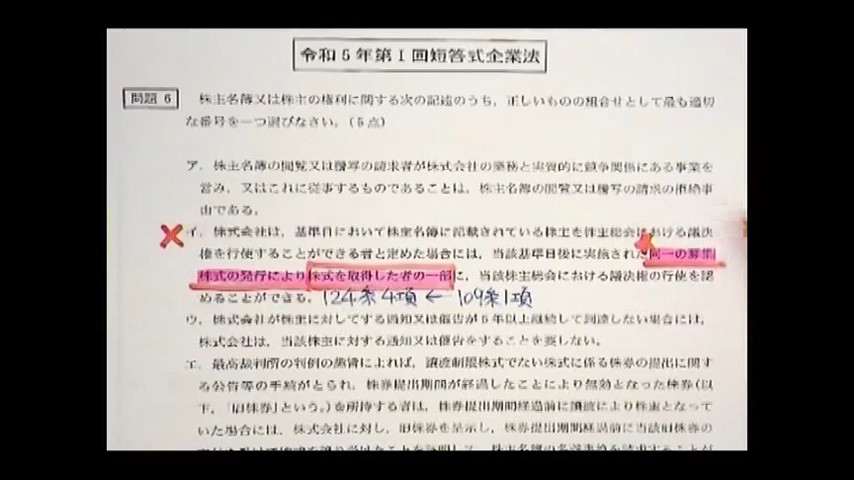 令和5年第Ⅰ回短答式企業法
問題 6 株主名簿又は株主の権利に関する次の記述のうち,正しいものの組合せとして最も適切
な番号を一つ選びなさい。(5点)
ア.株主名簿の閲覧又は謄写の請求者が株式会社の業務と実質的に競争関係にある事業を
営み,又はこれに従事するものであることは,株主名簿の閲覧又は謄写の請求の拒絶事
由である。
イ.株式会社は,基準日において株主名簿に記載されている株主を株主総会における議決
権を行使することができる者と定めた場合には,当該基準日後に実施された同一の募集
株式の発行により株式を取得した者の一部に,当該株主総会における議決権の行使を認
めることができる。 124条4項 ← 109条1項
ウ.株式会社が株主に対してする通知又は催告が5年以上継続して到達しない場合には,
株式会社は,当該株主に対する通知又は催告をすることを要しない。
エ.最高裁判所の判例の趣旨によれば,譲渡制限株式でない株式に係る株券の提出に関す
る公告等の手続がとられ,株券提出期間が経過したことにより無効となった株券(以
下,「旧株券」という。)を所持する者は,株券提出期間経過前に譲渡により株主となって
いた場合には,株式会社に対し,旧株券を呈示し,株券提出期間経過前に当該旧株券の